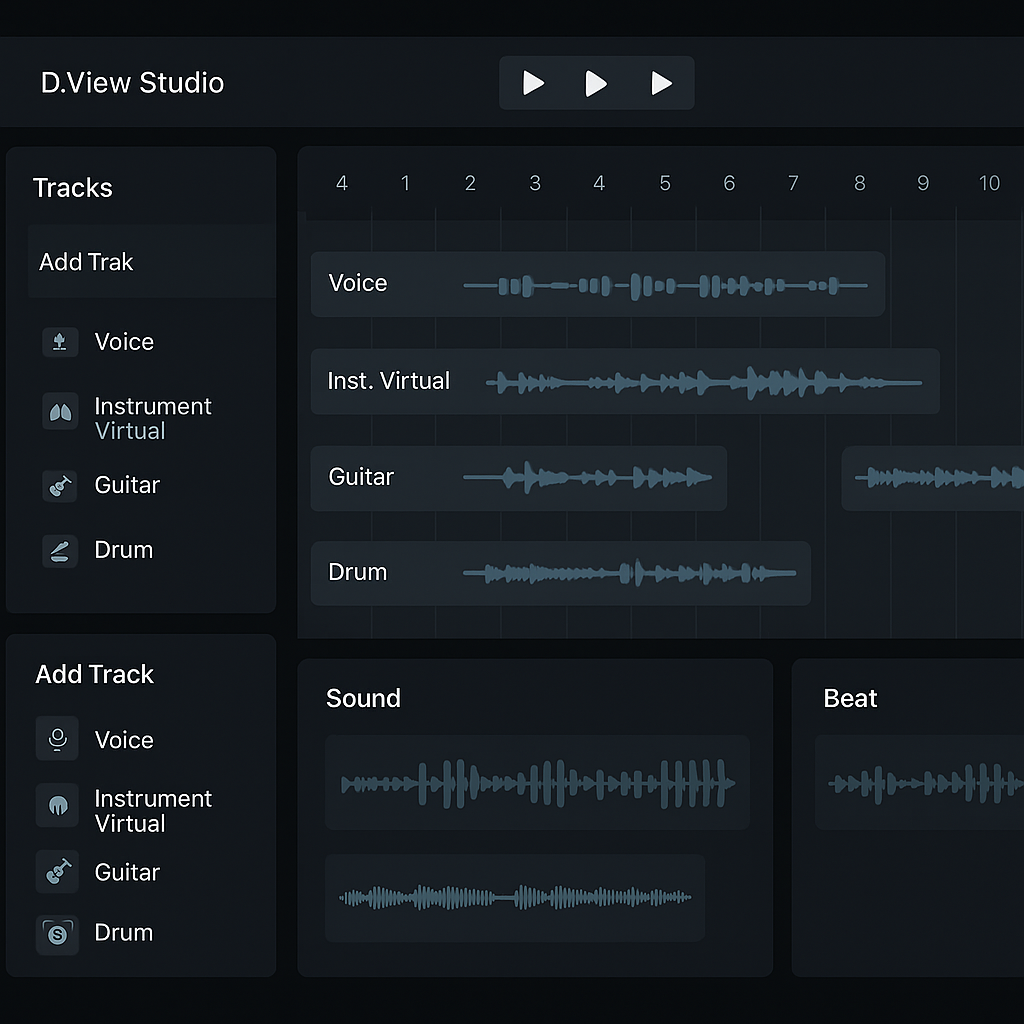 D.View Studio
Tracks
Add Trak
Voice
Instrument
Virtual
Guitar
Drum
4 1 2 3 4 5 6 7 8 9 10
Voice
Inst. Virtual
Guitar
Drum
Add Track
Voice
Instrument
Virtual
Guitar
Drum
S
Sound
Beat